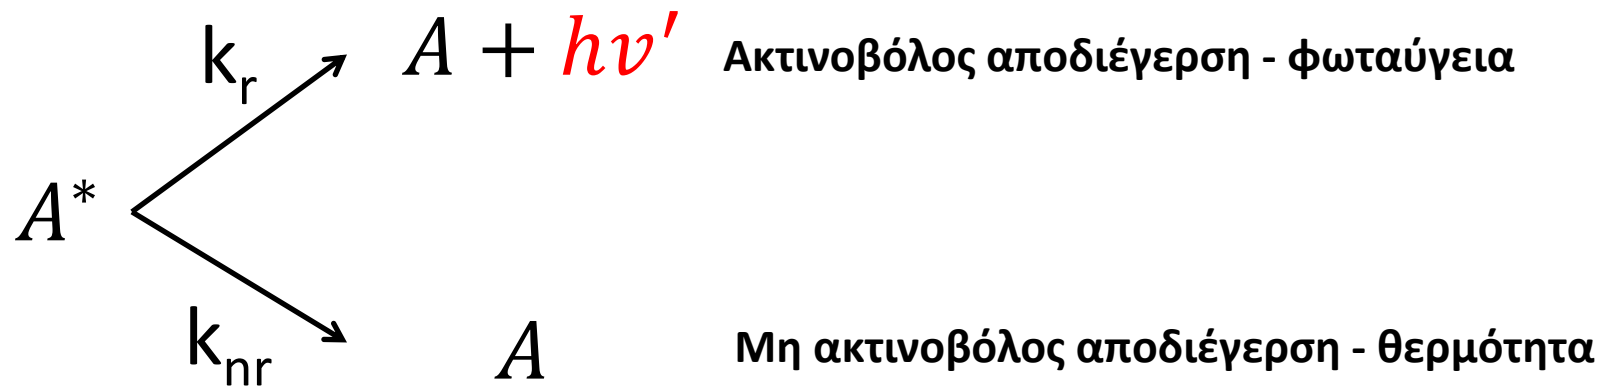 k_r
A + hν′ Ακτινοβόλος αποδιέγερση - φωταύγεια
A*
k_nr
A Μη ακτινοβόλος αποδιέγερση - θερμότητα